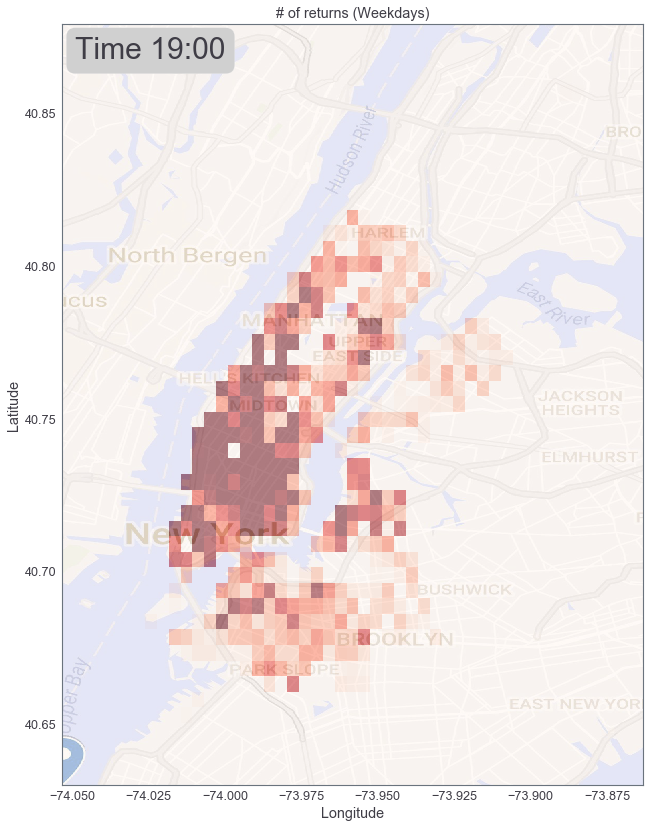 # of returns (Weekdays)
Time 19:00
40.85
40.80
40.75
40.70
40.65
Latitude
Hudson River
BRO
HARLEM
North Bergen
CUS
East River
MANHATTAN
UPPER
EAST SIDE
HELL'S KITCHEN
MIDTOWN
JACKSON
HEIGHTS
ELMHURST
New York
BUSHWICK
BROOKLYN
PARK SLOPE
EAST NEW YOR
pper Bay
−74.050
−74.025
−74.000
−73.975
−73.950
−73.925
−73.900
−73.875
Longitude